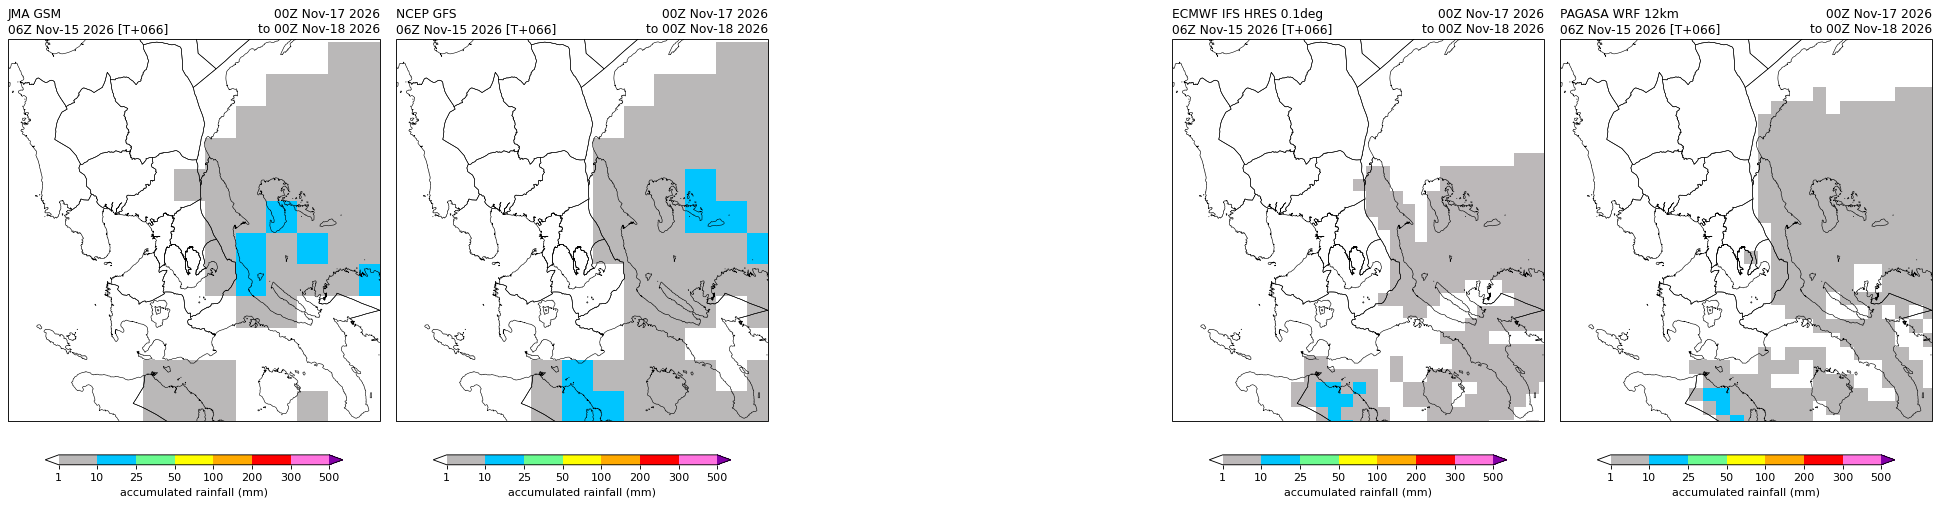 JMA GSM
00Z Nov-17 2026
06Z Nov-15 2026 [T+066]
to 00Z Nov-18 2026
1 10 25 50 100 200 300 500
accumulated rainfall (mm)
NCEP GFS
00Z Nov-17 2026
06Z Nov-15 2026 [T+066]
to 00Z Nov-18 2026
1 10 25 50 100 200 300 500
accumulated rainfall (mm)
ECMWF IFS HRES 0.1deg
00Z Nov-17 2026
06Z Nov-15 2026 [T+066]
to 00Z Nov-18 2026
1 10 25 50 100 200 300 500
accumulated rainfall (mm)
PAGASA WRF 12km
00Z Nov-17 2026
06Z Nov-15 2026 [T+066]
to 00Z Nov-18 2026
1 10 25 50 100 200 300 500
accumulated rainfall (mm)